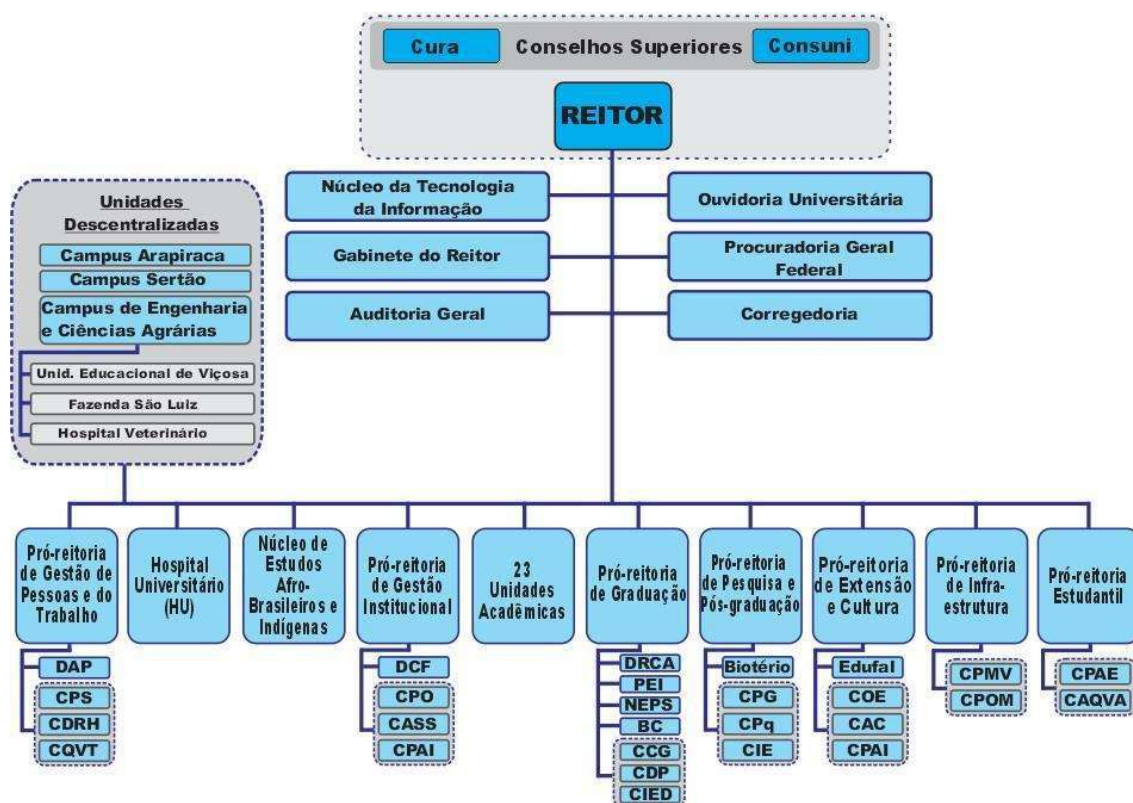 Cura
Conselhos Superiores
Consuni
REITOR
Núcleo da Tecnologia
da Informação
Ouvidoria Universitária
Gabinete do Reitor
Procuradoria Geral
Federal
Auditoria Geral
Corregedoria
Unidades
Descentralizadas
Campus Arapiraca
Campus Sertão
Campus de Engenharia
e Ciências Agrárias
Unid. Educacional de Viçosa
Fazenda São Luiz
Hospital Veterinário
Pró-reitoria
de Gestão de
Pessoas e do
Trabalho
DAP
CPS
CDRH
CQVT
Hospital
Universitário
(HU)
Núcleo de
Estudos
Afro-
Brasileiros e
Indígenas
Pró-reitoria
de Gestão
Institucional
DCF
CPO
CASS
CPAI
23
Unidades
Acadêmicas
Pró-reitoria
de Graduação
DRCA
PEI
NEPS
BC
CCG
CDP
CIED
Pró-reitoria
de Pesquisa e
Pós-graduação
Biotério
CPG
CPq
CIE
Pró-reitoria
de Extensão
e Cultura
Edufal
COE
CAC
CPAI
Pró-reitoria
de Infra-
estrutura
CPMV
CPOM
Pró-reitoria
Estudantil
CPAE
CAQVA